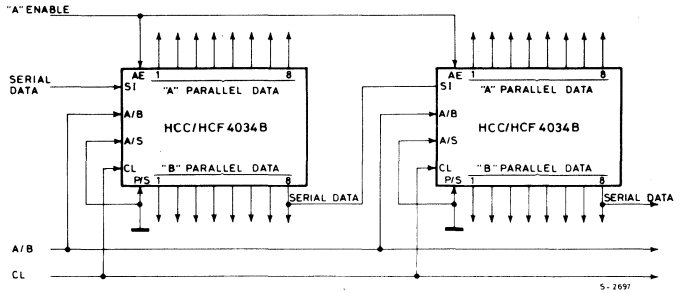 "A" ENABLE
AE 1 8
SERIAL DATA
SI
"A" PARALLEL DATA
A/B
HCC/HCF 4034B
A/S
"B" PARALLEL DATA
CL
P/S 1 8
SERIAL DATA
AE 1 8
SI
"A" PARALLEL DATA
A/B
HCC/HCF 4034B
A/S
"B" PARALLEL DATA
CL
P/S 1 8
SERIAL DATA
A/B
CL
S-2697